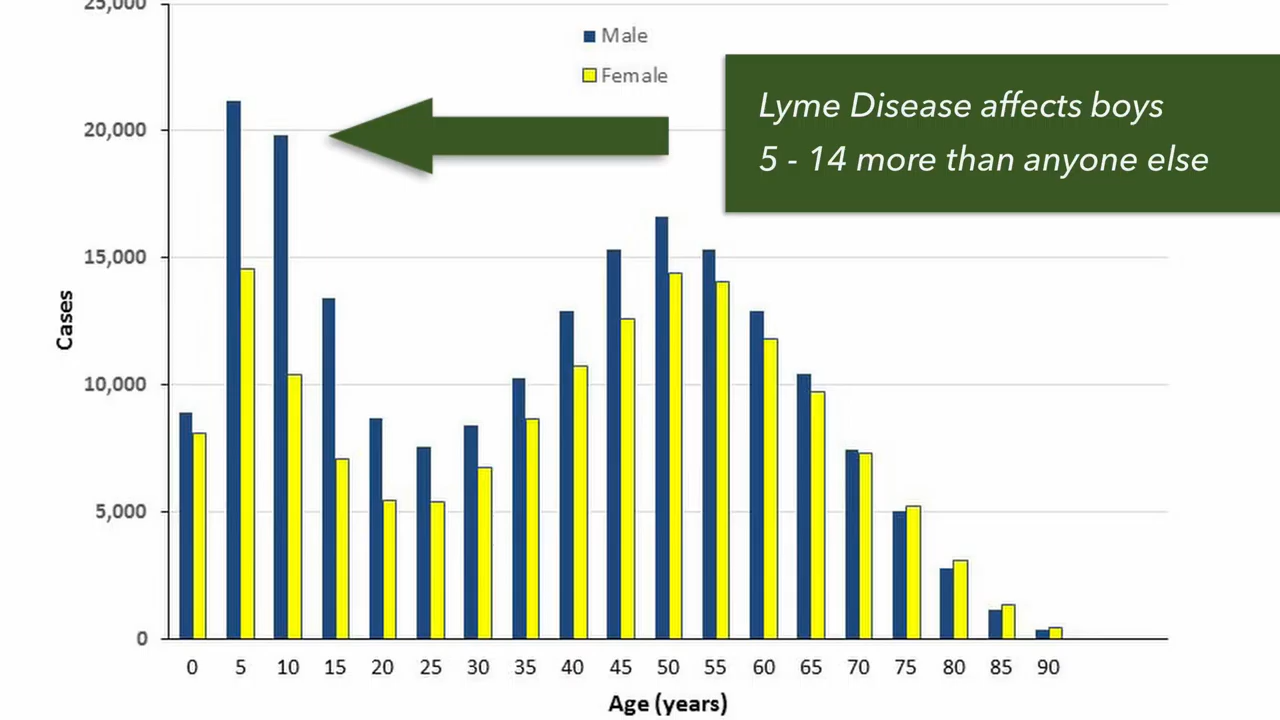 25,000
Male
Female
Lyme Disease affects boys
5 - 14 more than anyone else
20,000
15,000
Cases
10,000
5,000
0
0 5 10 15 20 25 30 35 40 45 50 55 60 65 70 75 80 85 90
Age (years)